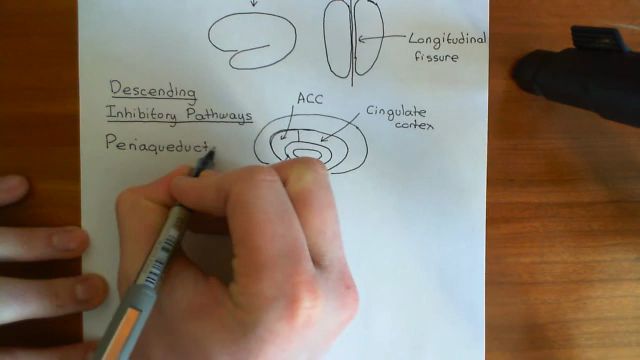 Longitudinal
fissure
Descending
Inhibitory Pathways
ACC
Cingulate
cortex
Periaqueduct